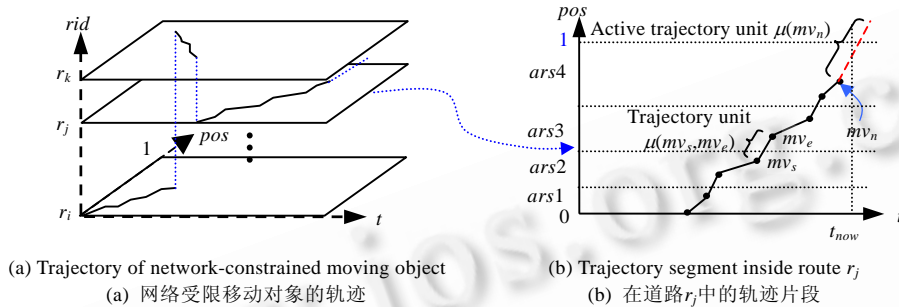 rid
r_k
r_j
pos
1
r_i
t
(a) Trajectory of network-constrained moving object
(a) 网络受限移动对象的轨迹
pos
1
Active trajectory unit μ(mv_n)
ars4
Trajectory unit
μ(mv_s,mv_e)
ars3
mv_e
mv_n
ars2
mv_s
ars1
0
t_now
t
(b) Trajectory segment inside route r_j
(b) 在道路r_j中的轨迹片段